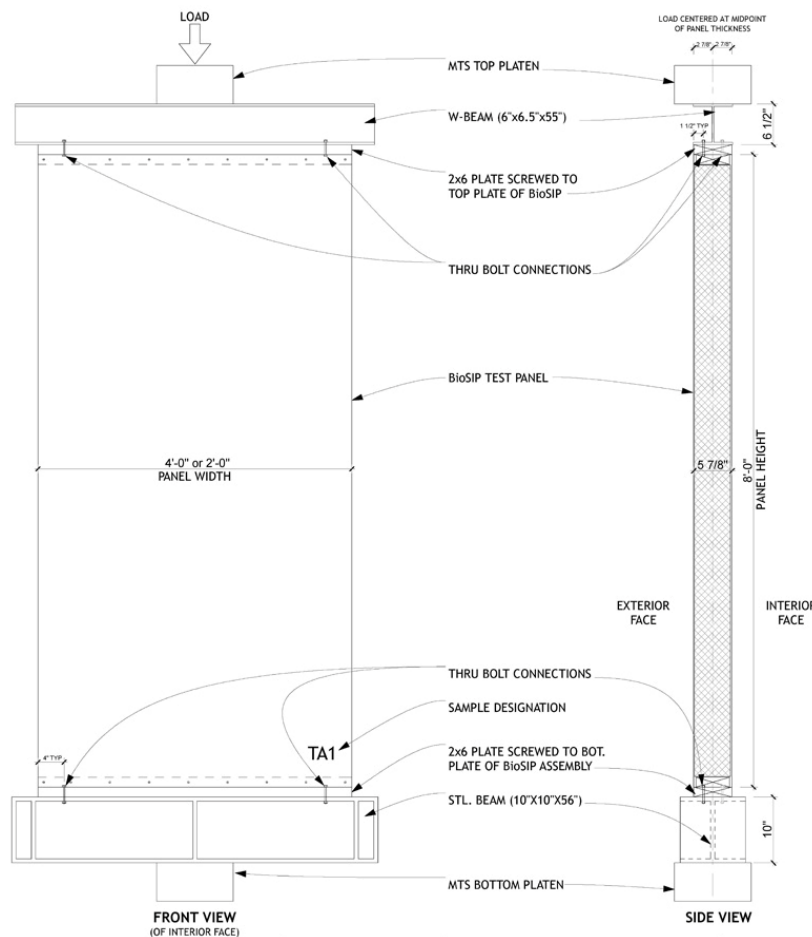 LOAD
LOAD CENTERED AT MIDPOINT
OF PANEL THICKNESS
2 7/8" 2 7/8"
MTS TOP PLATEN
W-BEAM (6"x6.5"x55")
6 1/2"
1 1/2" TYP
2x6 PLATE SCREWED TO
TOP PLATE OF BioSIP
THRU BOLT CONNECTIONS
BioSIP TEST PANEL
4'-0" or 2'-0"
PANEL WIDTH
5 7/8"
8'-0"
PANEL HEIGHT
EXTERIOR
FACE
INTERIOR
FACE
THRU BOLT CONNECTIONS
SAMPLE DESIGNATION
TA1
4" TYP
2x6 PLATE SCREWED TO BOT.
PLATE OF BioSIP ASSEMBLY
STL. BEAM (10"X10"X56")
10"
MTS BOTTOM PLATEN
FRONT VIEW
(OF INTERIOR FACE)
SIDE VIEW